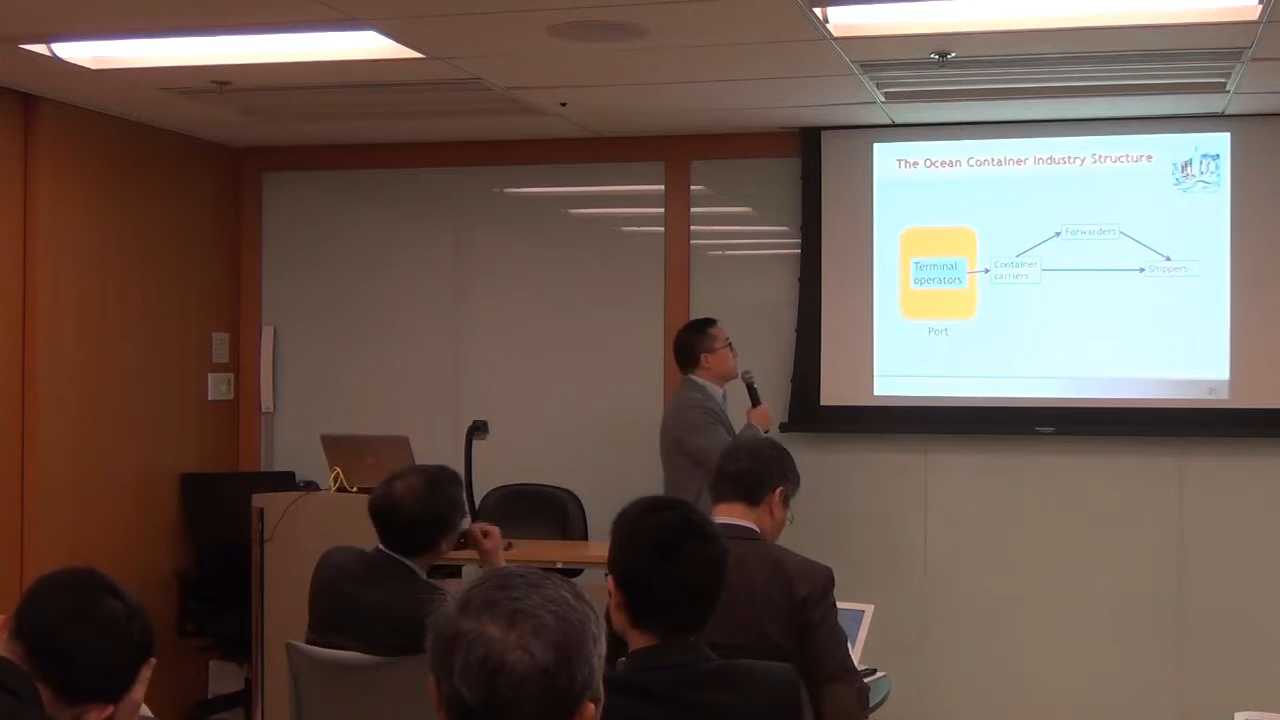 The Ocean Container Industry Structure
Forwarders
Terminal
operators
Container
carriers
Shippers
Port